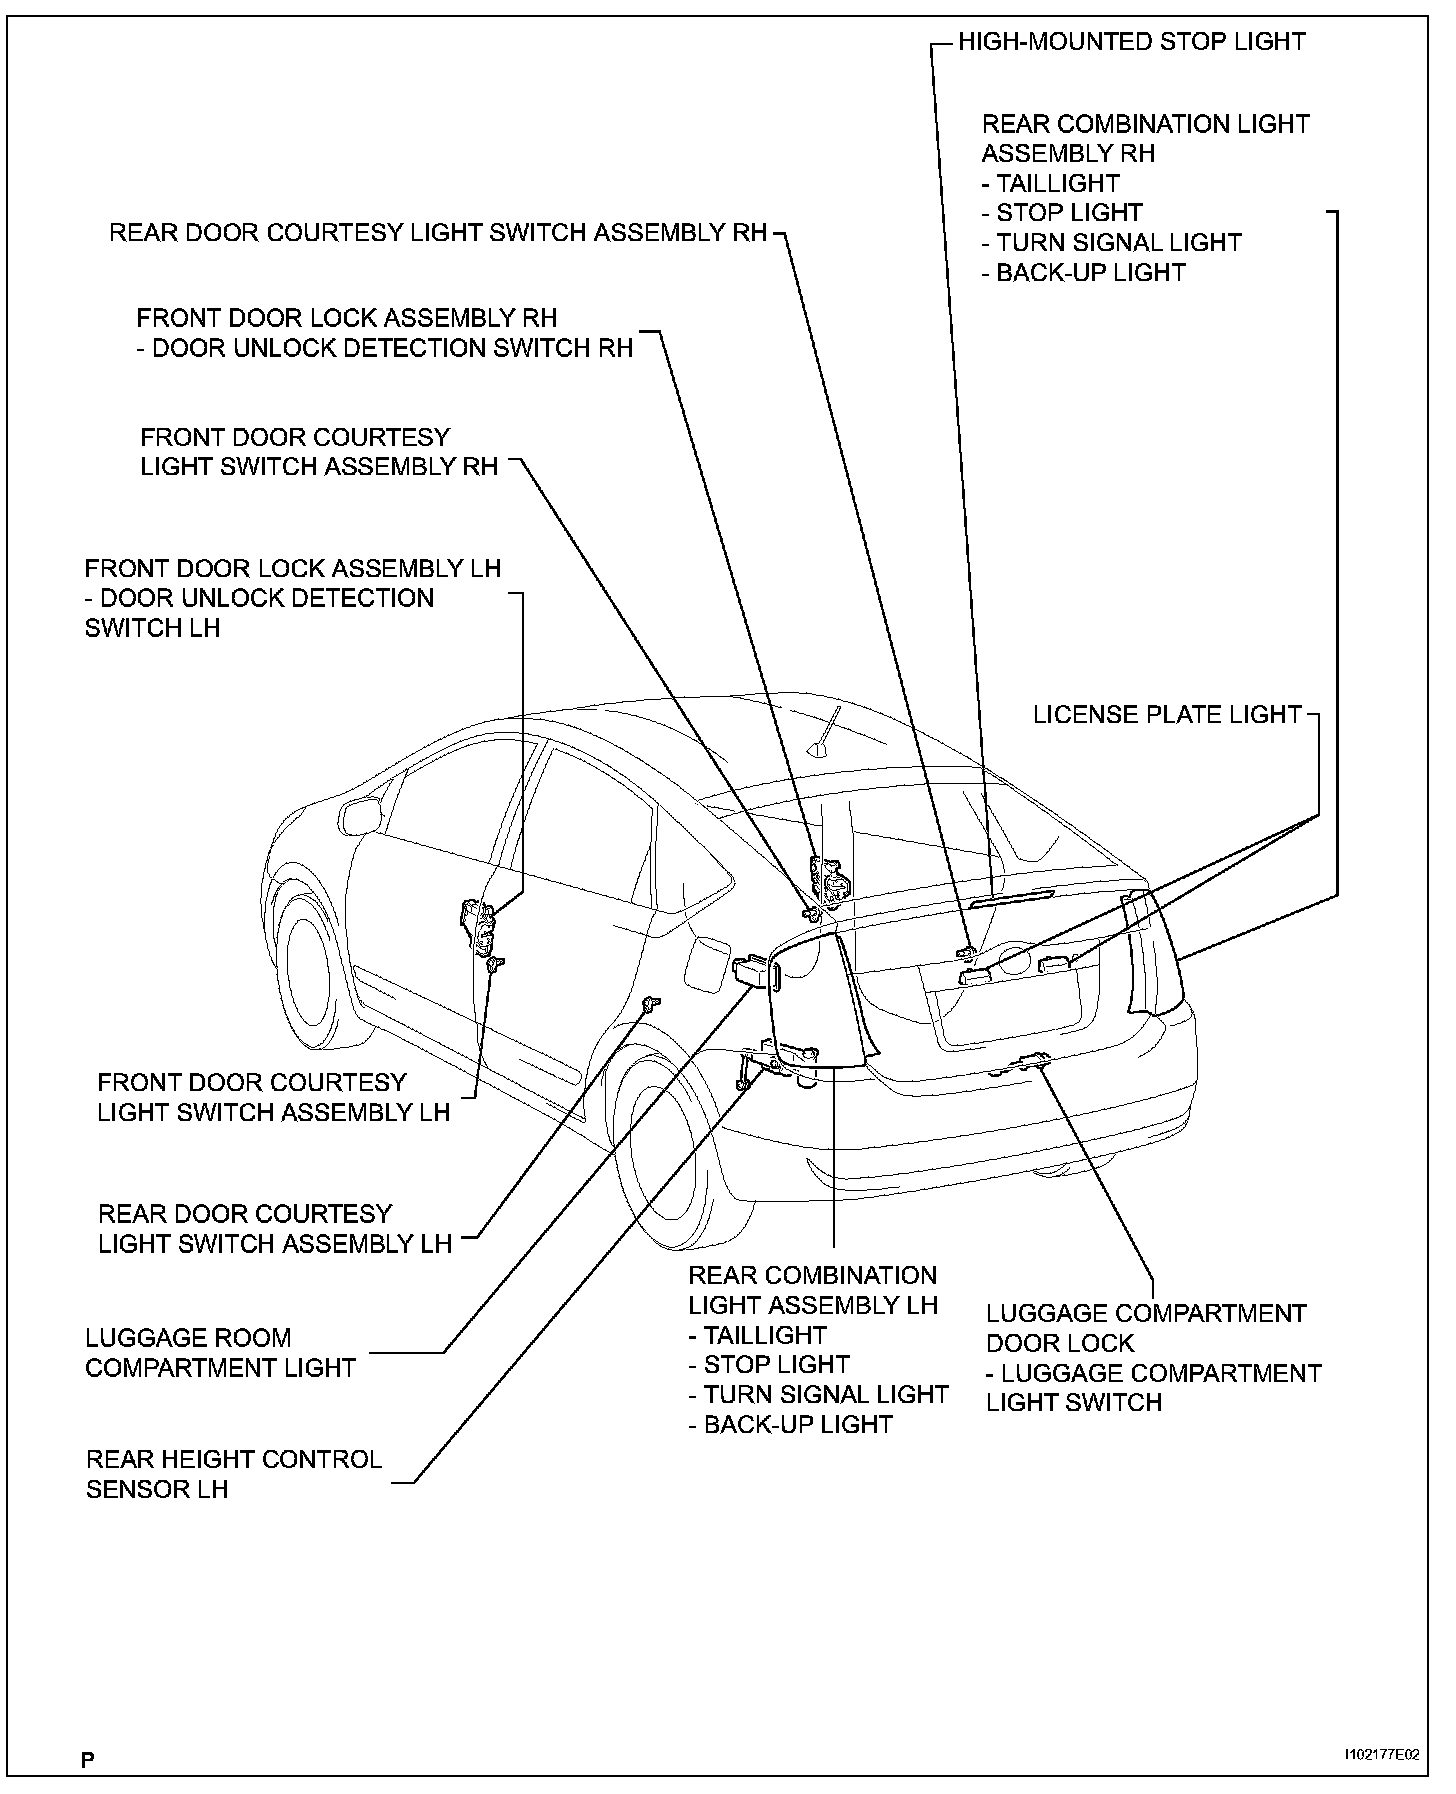 HIGH-MOUNTED STOP LIGHT
REAR COMBINATION LIGHT
ASSEMBLY RH
- TAILLIGHT
- STOP LIGHT
- TURN SIGNAL LIGHT
- BACK-UP LIGHT
REAR DOOR COURTESY LIGHT SWITCH ASSEMBLY RH
FRONT DOOR LOCK ASSEMBLY RH
- DOOR UNLOCK DETECTION SWITCH RH
FRONT DOOR COURTESY
LIGHT SWITCH ASSEMBLY RH
FRONT DOOR LOCK ASSEMBLY LH
- DOOR UNLOCK DETECTION
SWITCH LH
LICENSE PLATE LIGHT
FRONT DOOR COURTESY
LIGHT SWITCH ASSEMBLY LH
REAR DOOR COURTESY
LIGHT SWITCH ASSEMBLY LH
LUGGAGE ROOM
COMPARTMENT LIGHT
REAR HEIGHT CONTROL
SENSOR LH
REAR COMBINATION
LIGHT ASSEMBLY LH
- TAILLIGHT
- STOP LIGHT
- TURN SIGNAL LIGHT
- BACK-UP LIGHT
LUGGAGE COMPARTMENT
DOOR LOCK
- LUGGAGE COMPARTMENT
LIGHT SWITCH
P
I102177E02